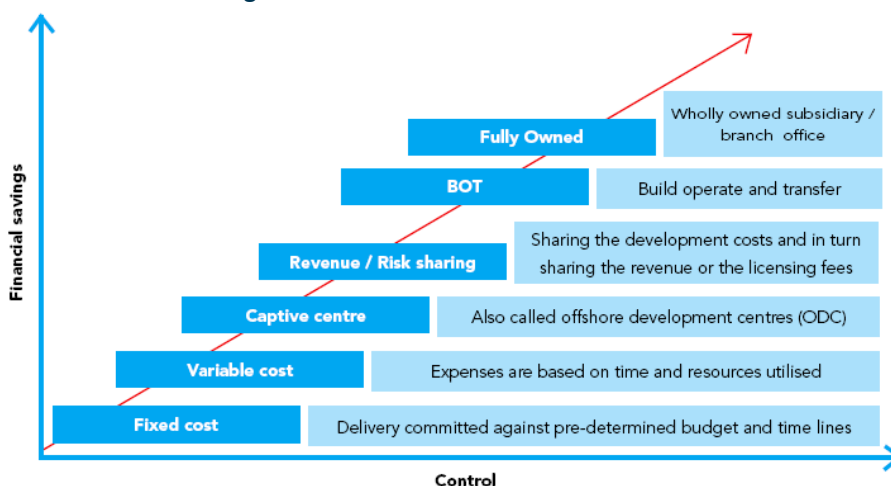 Financial savings
Fully Owned
Wholly owned subsidiary /
branch office
BOT
Build operate and transfer
Revenue / Risk sharing
Sharing the development costs and in turn
sharing the revenue or the licensing fees
Captive centre
Also called offshore development centres (ODC)
Variable cost
Expenses are based on time and resources utilised
Fixed cost
Delivery committed against pre-determined budget and time lines
Control